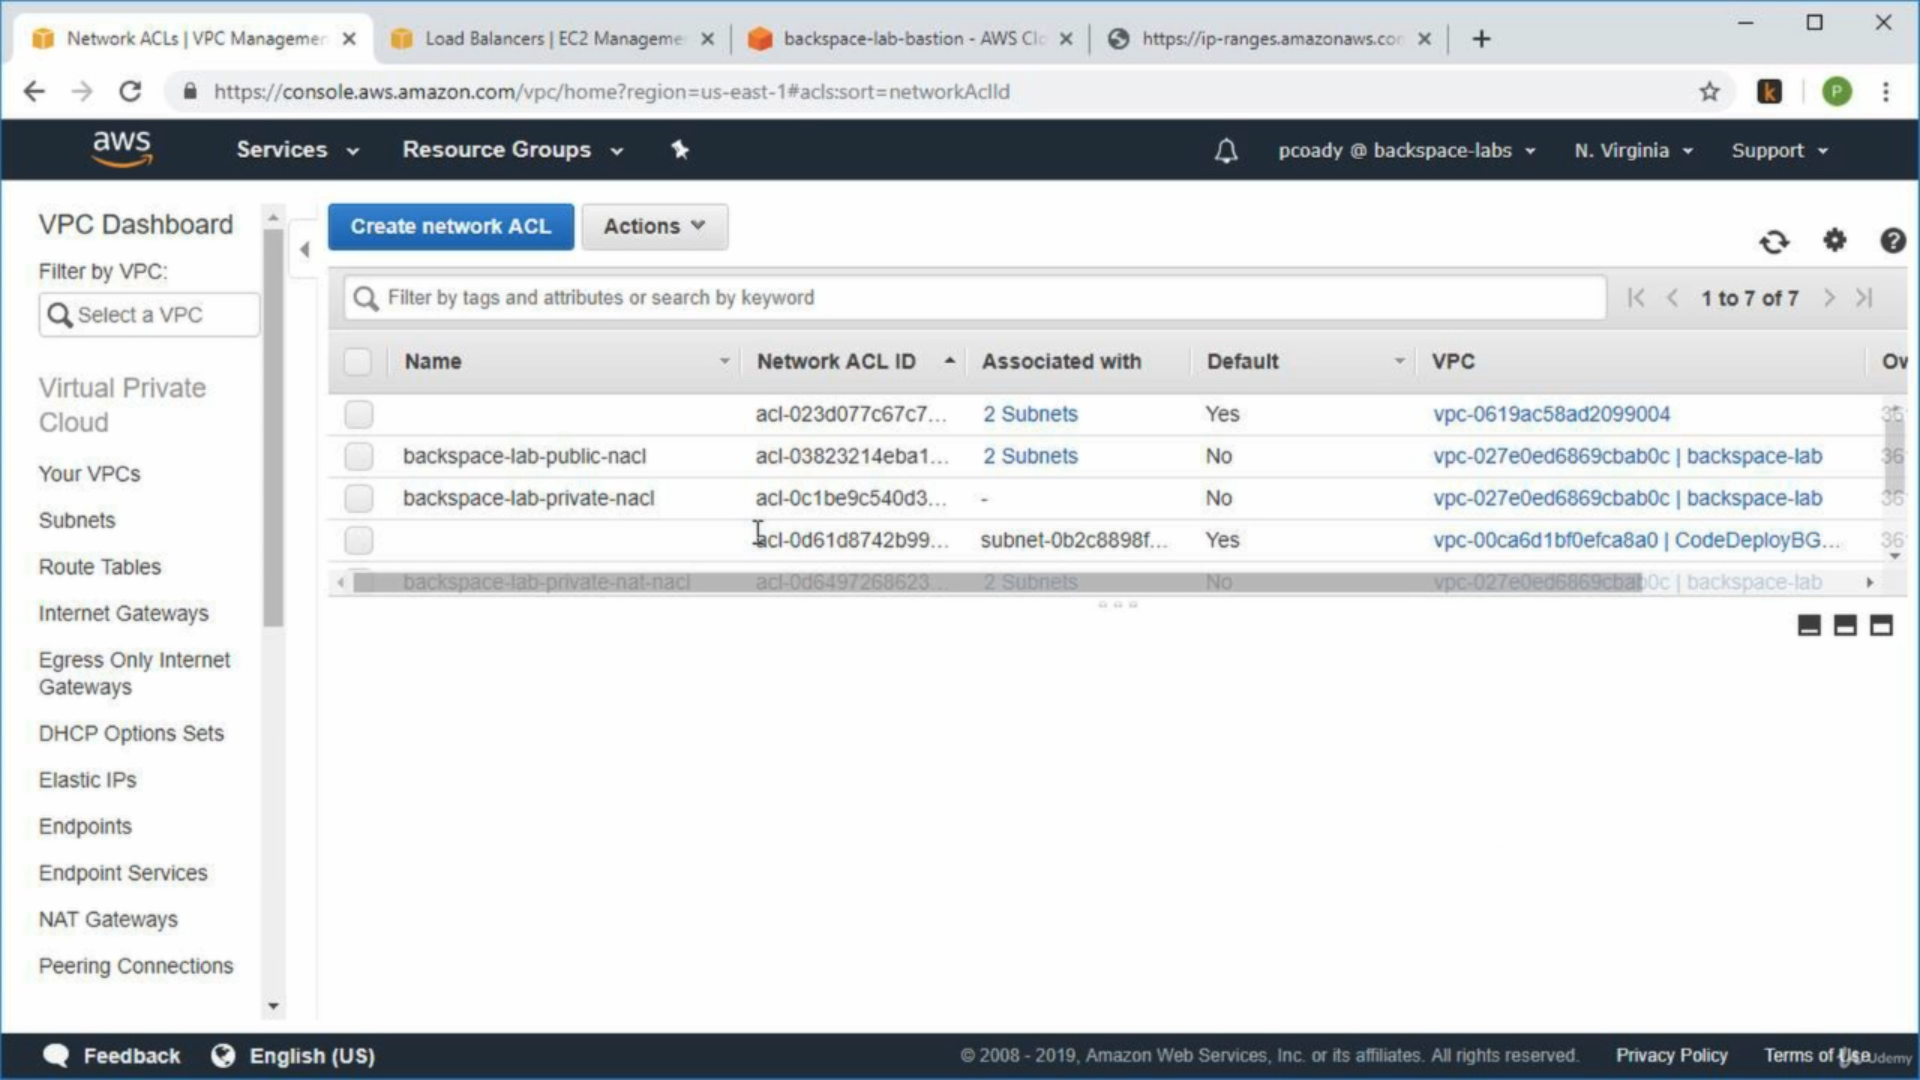 Network ACLs | VPC Managemen
Load Balancers | EC2 Manageme
backspace-lab-bastion - AWS Clo
https://ip-ranges.amazonaws.co
https://console.aws.amazon.com/vpc/home?region=us-east-1#acls:sort=networkAclId
k
P
aws
Services
Resource Groups
pcoady @ backspace-labs
N. Virginia
Support
VPC Dashboard
Filter by VPC:
Select a VPC
Virtual Private
Cloud
Your VPCs
Subnets
Route Tables
Internet Gateways
Egress Only Internet
Gateways
DHCP Options Sets
Elastic IPs
Endpoints
Endpoint Services
NAT Gateways
Peering Connections
Create network ACL
Actions
Filter by tags and attributes or search by keyword
1 to 7 of 7
Name Network ACL ID Associated with Default VPC Ow
acl-023d077c67c7... 2 Subnets Yes vpc-0619ac58ad2099004 36
backspace-lab-public-nacl acl-03823214eba1... 2 Subnets No vpc-027e0ed6869cbab0c | backspace-lab 36
backspace-lab-private-nacl acl-0c1be9c540d3... - No vpc-027e0ed6869cbab0c | backspace-lab 36
acl-0d61d8742b99... subnet-0b2c8898f... Yes vpc-00ca6d1bf0efca8a0 | CodeDeployBG... 36
backspace-lab-private-nat-nacl acl-0d6497268623... 2 Subnets No vpc-027e0ed6869cbab0c | backspace-lab
Feedback
English (US)
© 2008 - 2019, Amazon Web Services, Inc. or its affiliates. All rights reserved.
Privacy Policy
Terms of Use
Udemy